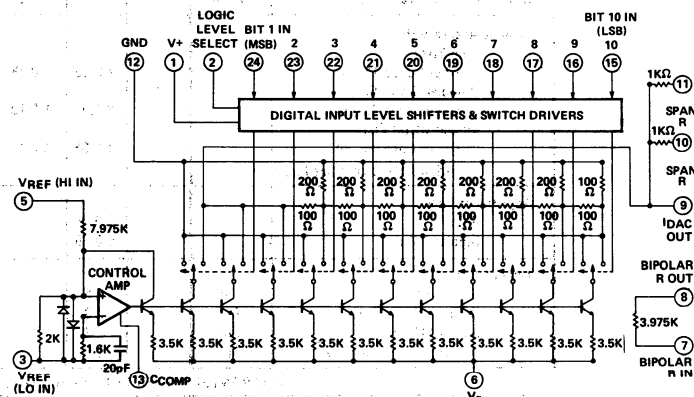 LOGIC
LEVEL
SELECT
BIT 1 IN
(MSB)
BIT 10 IN
(LSB)
GND
V+
2
3
4
5
6
7
8
9
10
12
1
2
24
23
22
21
20
19
18
17
16
15
DIGITAL INPUT LEVEL SHIFTERS & SWITCH DRIVERS
1KΩ
11
SPAN
R
1KΩ
10
SPAN
R
9
IDAC
OUT
200 Ω
200 Ω
200 Ω
200 Ω
200 Ω
200 Ω
200 Ω
100 Ω
100 Ω
100 Ω
100 Ω
100 Ω
100 Ω
100 Ω
100 Ω
VREF (HI IN)
5
7.975K
CONTROL
AMP
+
−
2K
1.6K
20pF
3
VREF
(LO IN)
13
CCOMP
3.5K
3.5K
3.5K
3.5K
3.5K
3.5K
3.5K
3.5K
3.5K
3.5K
6
BIPOLAR
R OUT
8
3.975K
7
BIPOLAR
R IN